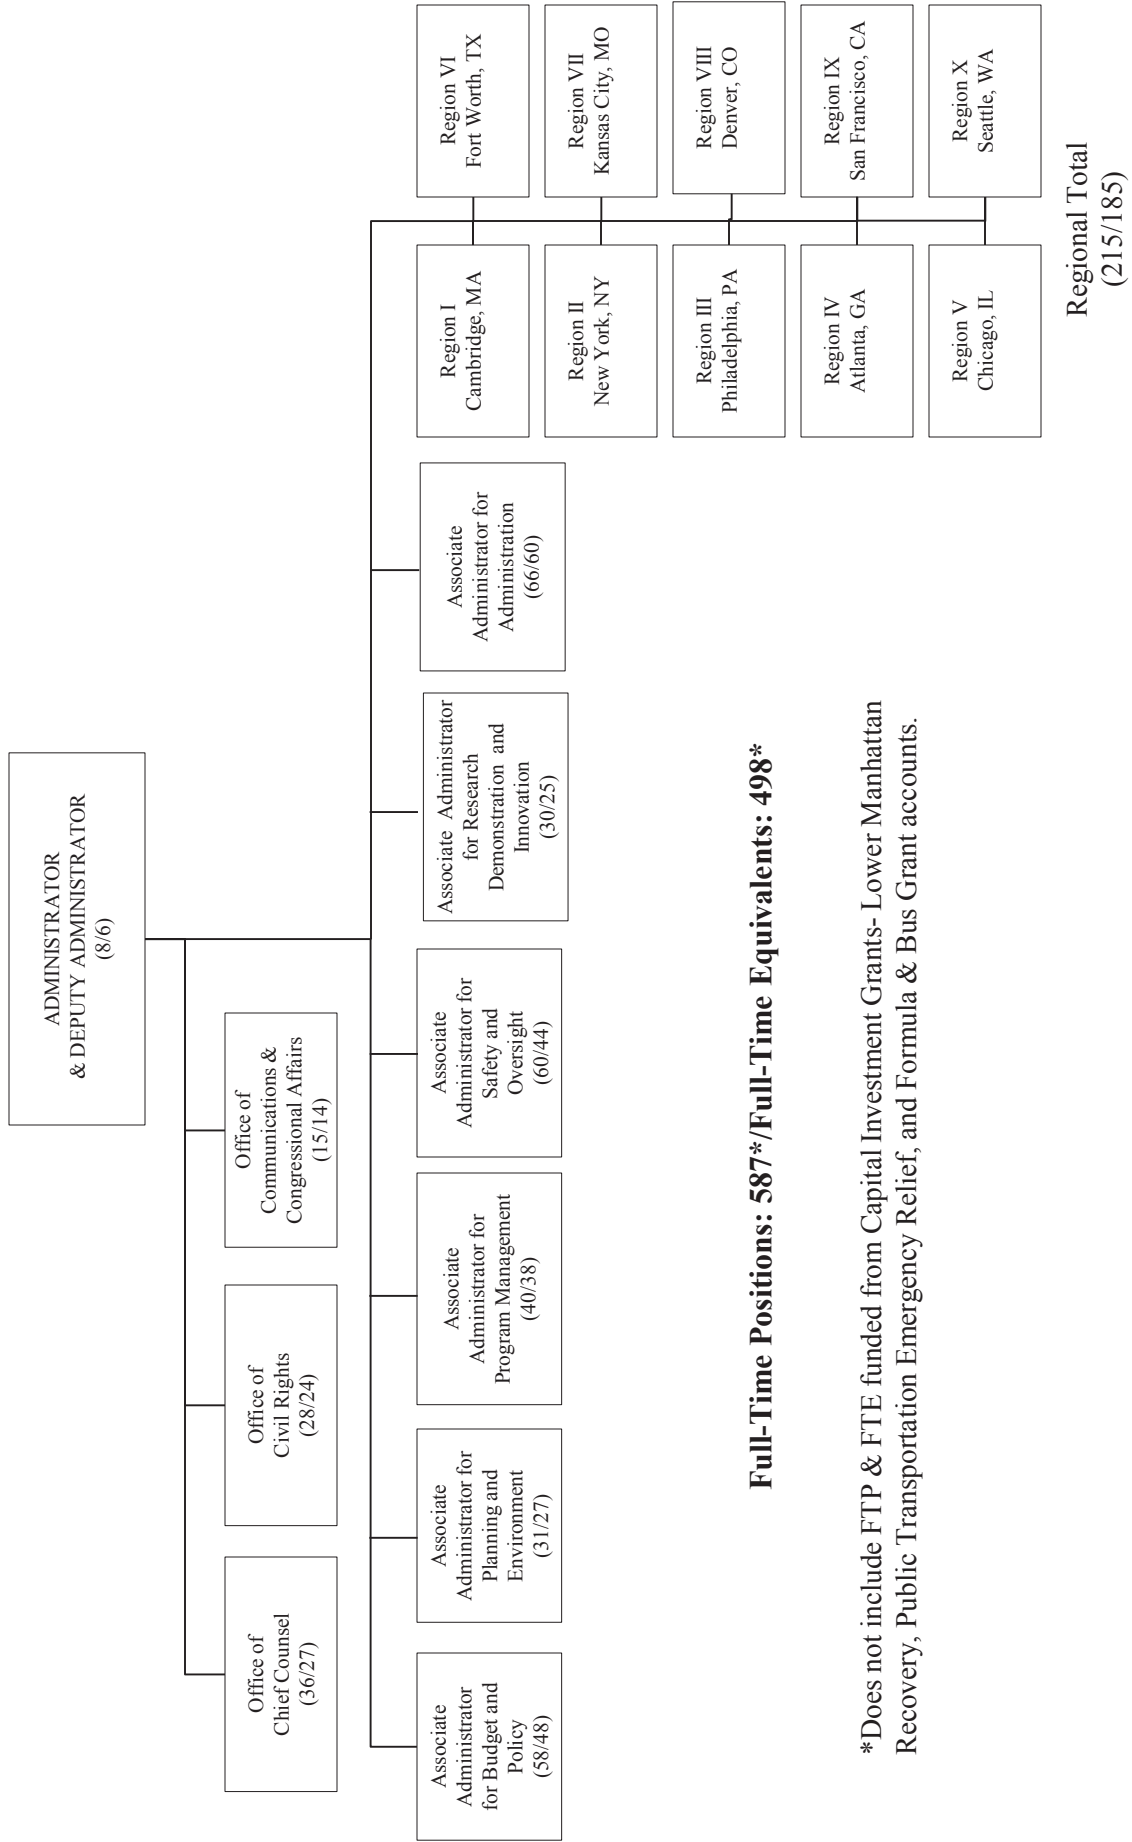 ADMINISTRATOR
& DEPUTY ADMINISTRATOR
(8/6)
Office of
Chief Counsel
(36/27)
Office of
Civil Rights
(28/24)
Office of
Communications &
Congressional Affairs
(15/14)
Associate
Administrator
for Budget and
Policy
(58/48)
Associate
Administrator for
Planning and
Environment
(31/27)
Associate
Administrator for
Program Management
(40/38)
Associate
Administrator for
Safety and
Oversight
(60/44)
Associate Administrator
for Research
Demonstration and
Innovation
(30/25)
Associate
Administrator for
Administration
(66/60)
Region I
Cambridge, MA
Region VI
Fort Worth, TX
Region II
New York, NY
Region VII
Kansas City, MO
Region III
Philadelphia, PA
Region VIII
Denver, CO
Region IV
Atlanta, GA
Region IX
San Francisco, CA
Region V
Chicago, IL
Region X
Seattle, WA
Regional Total
(215/185)
Full-Time Positions: 587*/Full-Time Equivalents: 498*
*Does not include FTP & FTE funded from Capital Investment Grants- Lower Manhattan
Recovery, Public Transportation Emergency Relief, and Formula & Bus Grant accounts.